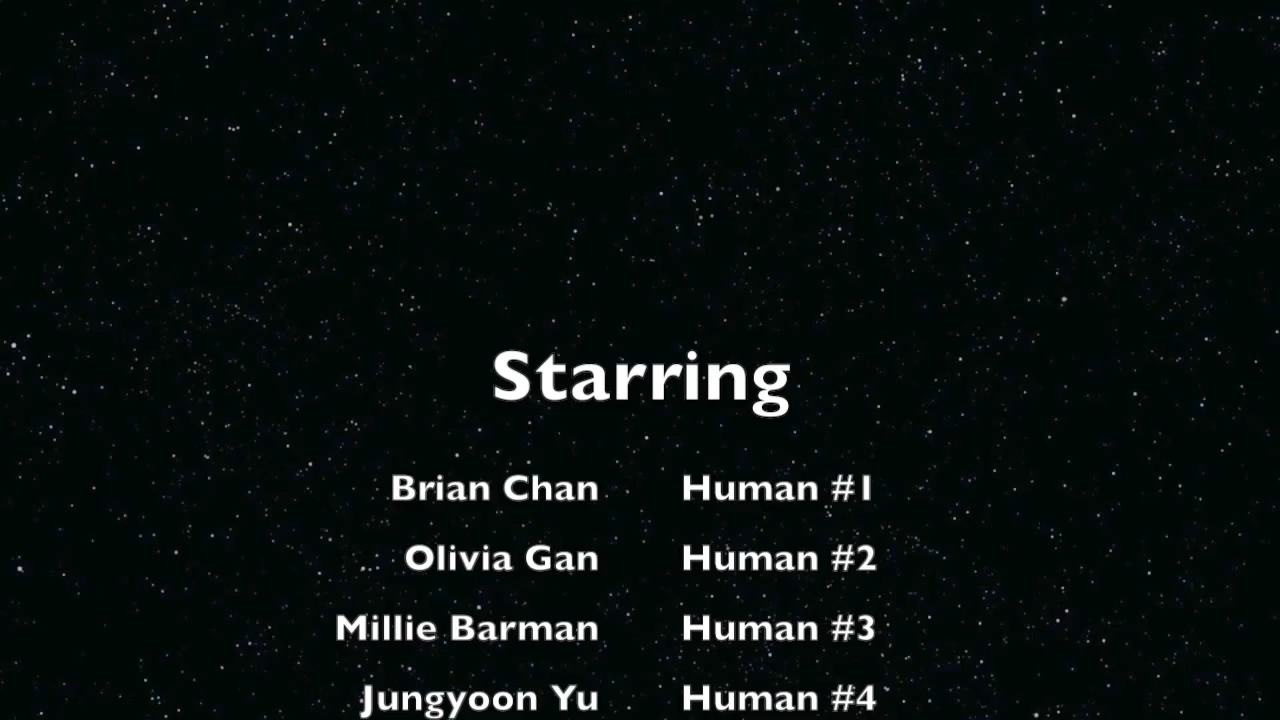 Starring
Brian Chan Human #1
Olivia Gan Human #2
Millie Barman Human #3
Jungyoon Yu Human #4